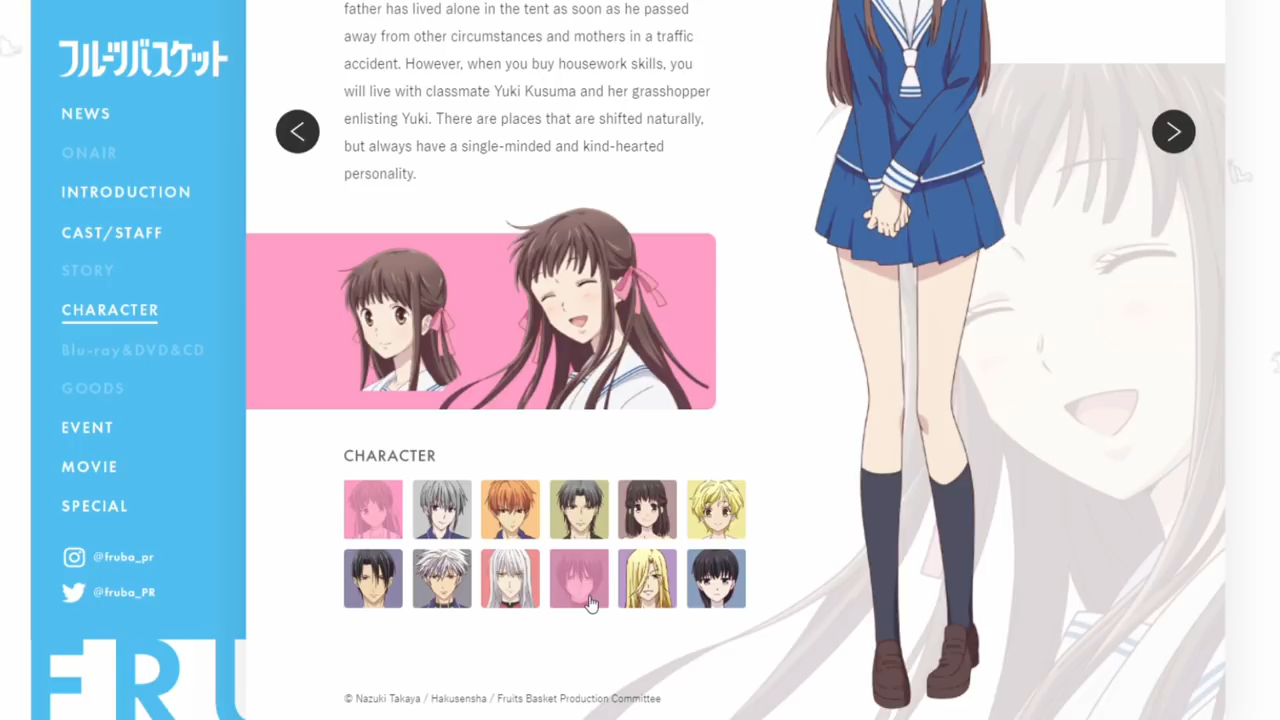 フルーツバスケット
NEWS
ONAIR
INTRODUCTION
CAST/STAFF
STORY
CHARACTER
Blu-ray&DVD&CD
GOODS
EVENT
MOVIE
SPECIAL
@fruba_pr
@fruba_PR
FRU
father has lived alone in the tent as soon as he passed
away from other circumstances and mothers in a traffic
accident. However, when you buy housework skills, you
will live with classmate Yuki Kusuma and her grasshopper
enlisting Yuki. There are places that are shifted naturally,
but always have a single-minded and kind-hearted
personality.
CHARACTER
© Nazuki Takaya / Hakusensha / Fruits Basket Production Committee